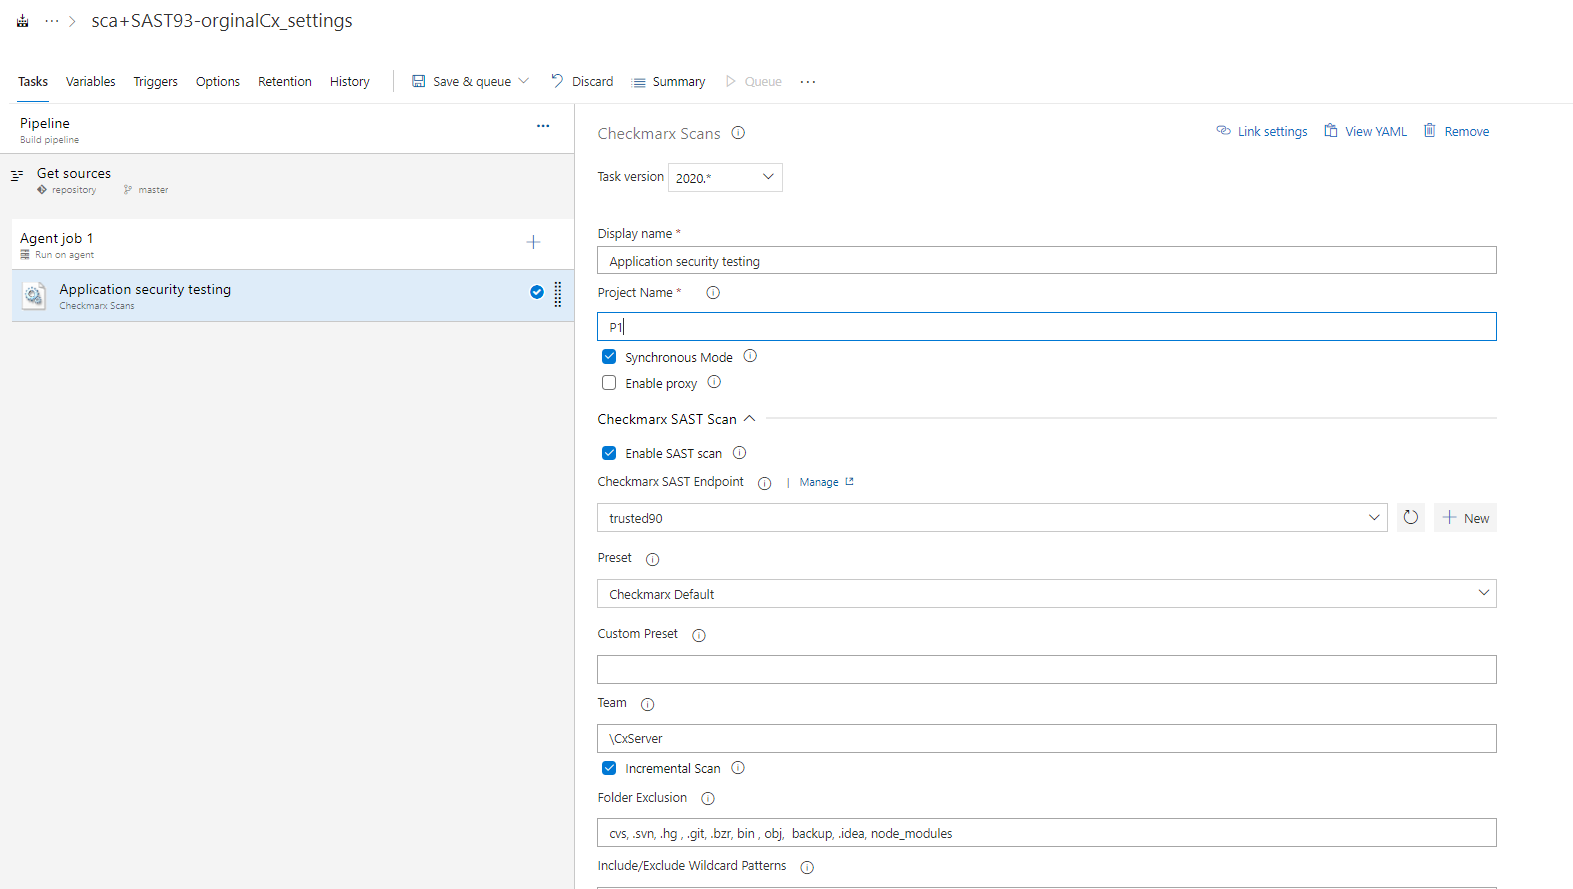 sca+SAST93-orginalCx_settings
Tasks Variables Triggers Options Retention History Save & queue Discard Summary Queue
Pipeline
Build pipeline
Get sources
repository master
Agent job 1
Run on agent
Application security testing
Checkmarx Scans
Checkmarx Scans Link settings View YAML Remove
Task version 2020.*
Display name *
Application security testing
Project Name *
P1
Synchronous Mode
Enable proxy
Checkmarx SAST Scan
Enable SAST scan
Checkmarx SAST Endpoint | Manage
trusted90 New
Preset
Checkmarx Default
Custom Preset
Team
\CxServer
Incremental Scan
Folder Exclusion
cvs, .svn, .hg , .git, .bzr, bin , obj,  backup, .idea, node_modules
Include/Exclude Wildcard Patterns